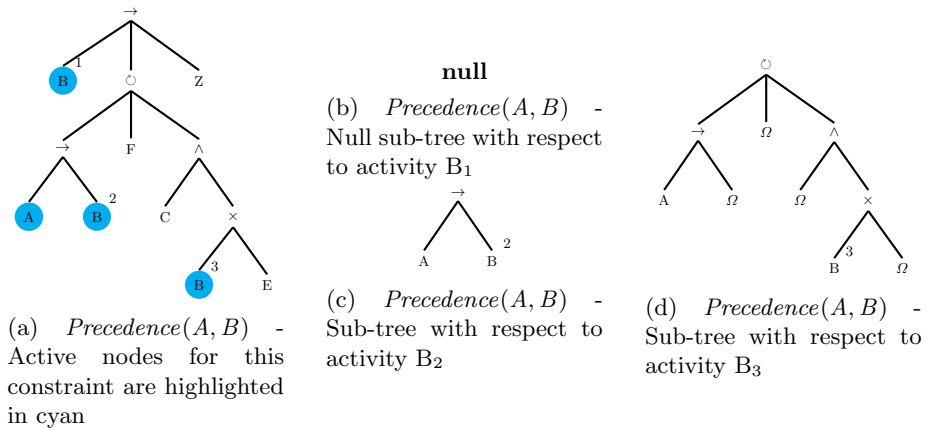 →
B 1
↻
Z
→
F
∧
A
B 2
C
×
B 3
E
(a) Precedence(A, B) -
Active nodes for this
constraint are highlighted
in cyan
null
(b) Precedence(A, B) -
Null sub-tree with respect
to activity B₁
→
A
B 2
(c) Precedence(A, B) -
Sub-tree with respect to
activity B₂
↻
→
Ω
∧
A
Ω
Ω
×
B 3
Ω
(d) Precedence(A, B) -
Sub-tree with respect to
activity B₃